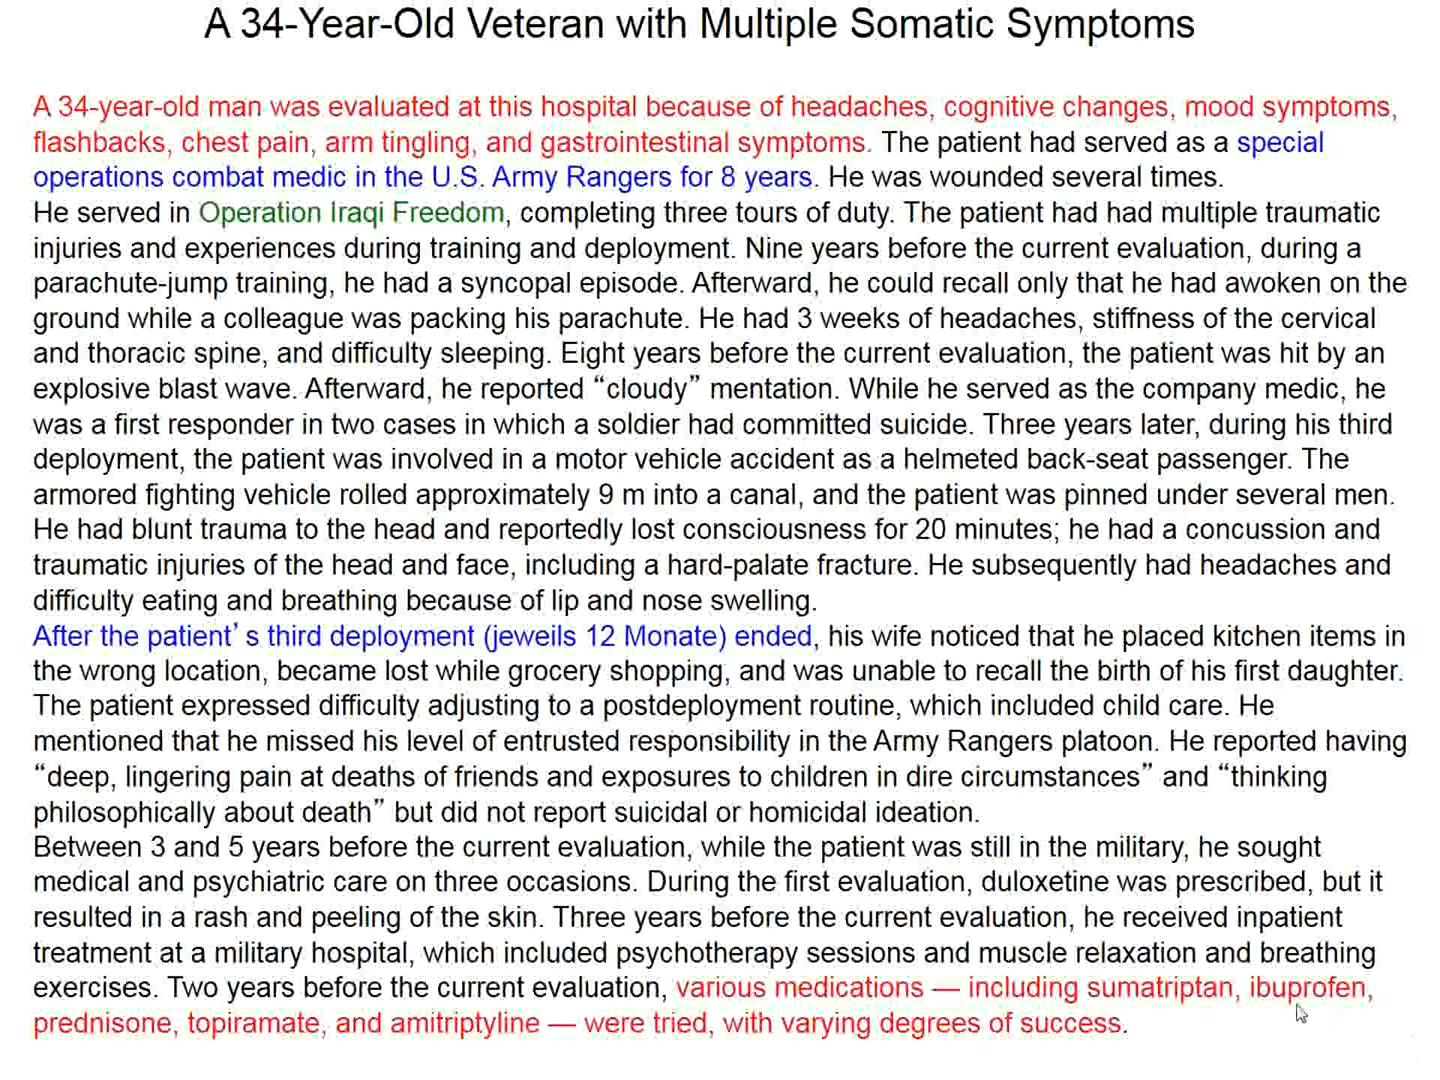 A 34-Year-Old Veteran with Multiple Somatic Symptoms
A 34-year-old man was evaluated at this hospital because of headaches, cognitive changes, mood symptoms,
flashbacks, chest pain, arm tingling, and gastrointestinal symptoms. The patient had served as a special
operations combat medic in the U.S. Army Rangers for 8 years. He was wounded several times.
He served in Operation Iraqi Freedom, completing three tours of duty. The patient had had multiple traumatic
injuries and experiences during training and deployment. Nine years before the current evaluation, during a
parachute-jump training, he had a syncopal episode. Afterward, he could recall only that he had awoken on the
ground while a colleague was packing his parachute. He had 3 weeks of headaches, stiffness of the cervical
and thoracic spine, and difficulty sleeping. Eight years before the current evaluation, the patient was hit by an
explosive blast wave. Afterward, he reported “cloudy” mentation. While he served as the company medic, he
was a first responder in two cases in which a soldier had committed suicide. Three years later, during his third
deployment, the patient was involved in a motor vehicle accident as a helmeted back-seat passenger. The
armored fighting vehicle rolled approximately 9 m into a canal, and the patient was pinned under several men.
He had blunt trauma to the head and reportedly lost consciousness for 20 minutes; he had a concussion and
traumatic injuries of the head and face, including a hard-palate fracture. He subsequently had headaches and
difficulty eating and breathing because of lip and nose swelling.
After the patient’s third deployment (jeweils 12 Monate) ended, his wife noticed that he placed kitchen items in
the wrong location, became lost while grocery shopping, and was unable to recall the birth of his first daughter.
The patient expressed difficulty adjusting to a postdeployment routine, which included child care. He
mentioned that he missed his level of entrusted responsibility in the Army Rangers platoon. He reported having
“deep, lingering pain at deaths of friends and exposures to children in dire circumstances” and “thinking
philosophically about death” but did not report suicidal or homicidal ideation.
Between 3 and 5 years before the current evaluation, while the patient was still in the military, he sought
medical and psychiatric care on three occasions. During the first evaluation, duloxetine was prescribed, but it
resulted in a rash and peeling of the skin. Three years before the current evaluation, he received inpatient
treatment at a military hospital, which included psychotherapy sessions and muscle relaxation and breathing
exercises. Two years before the current evaluation, various medications — including sumatriptan, ibuprofen,
prednisone, topiramate, and amitriptyline — were tried, with varying degrees of success.